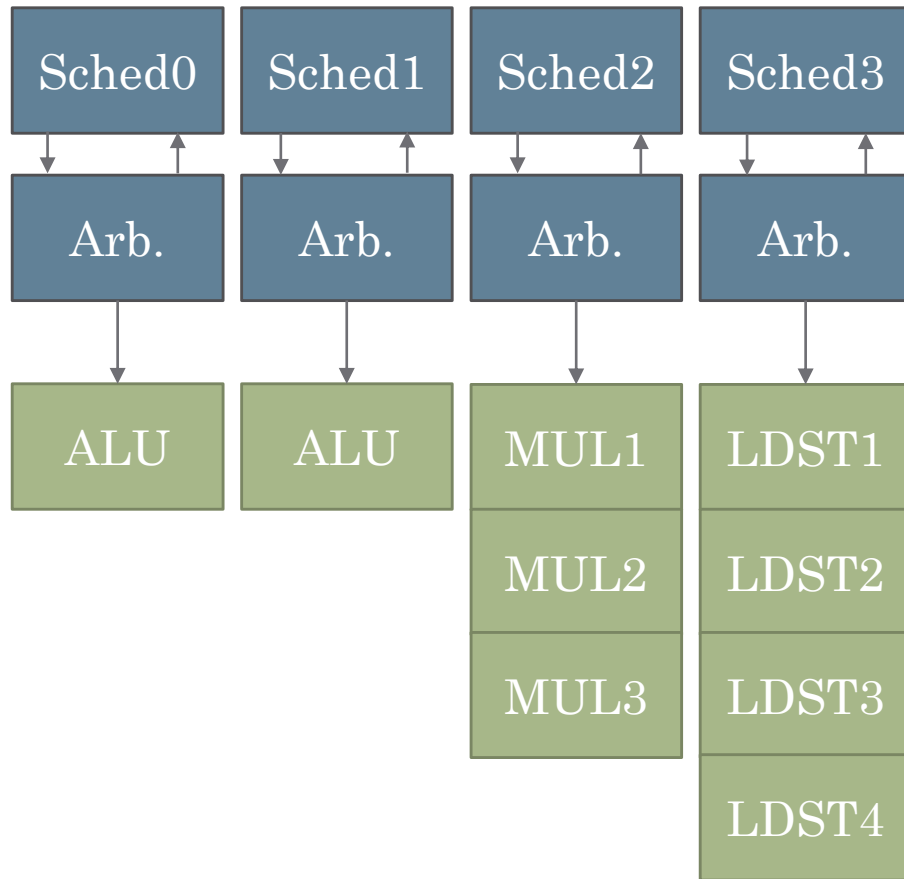 Sched0 Sched1 Sched2 Sched3
Arb. Arb. Arb. Arb.
ALU ALU MUL1 LDST1
MUL2 LDST2
MUL3 LDST3
LDST4